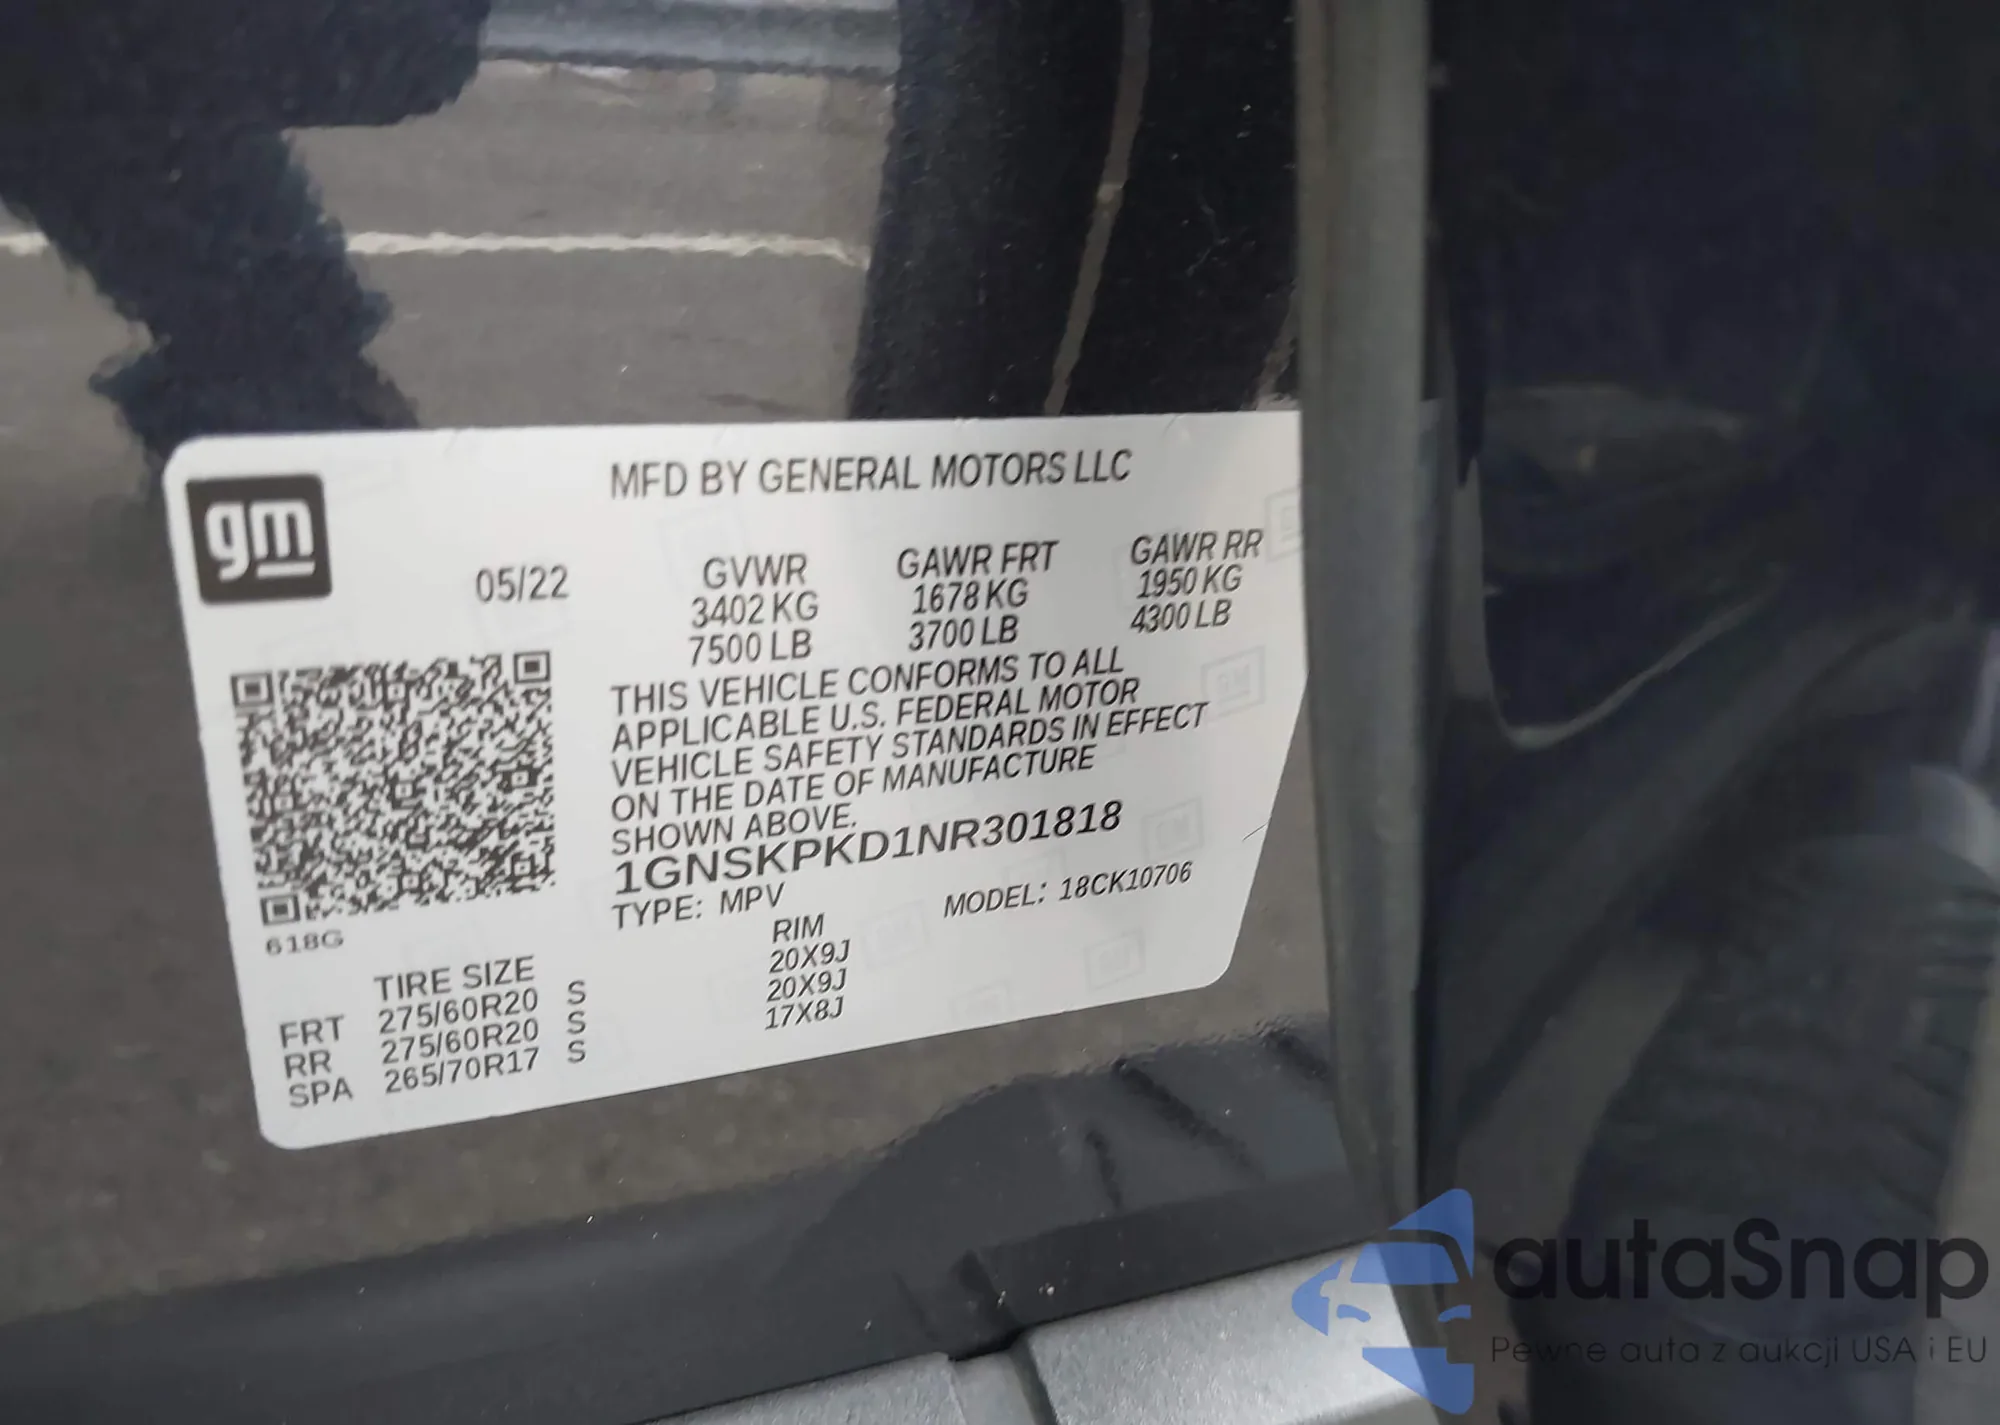 gm
MFD BY GENERAL MOTORS LLC
05/22
GVWR GAWR FRT GAWR RR
3402 KG 1678 KG 1950 KG
7500 LB 3700 LB 4300 LB
THIS VEHICLE CONFORMS TO ALL
APPLICABLE U.S. FEDERAL MOTOR
VEHICLE SAFETY STANDARDS IN EFFECT
ON THE DATE OF MANUFACTURE
SHOWN ABOVE.
1GNSKPKD1NR301818
TYPE: MPV MODEL: 18CK10706
618G
TIRE SIZE RIM
FRT 275/60R20 S 20X9J
RR 275/60R20 S 20X9J
SPA 265/70R17 S 17X8J
autaSnap
Pewne auta z aukcji USA i EU